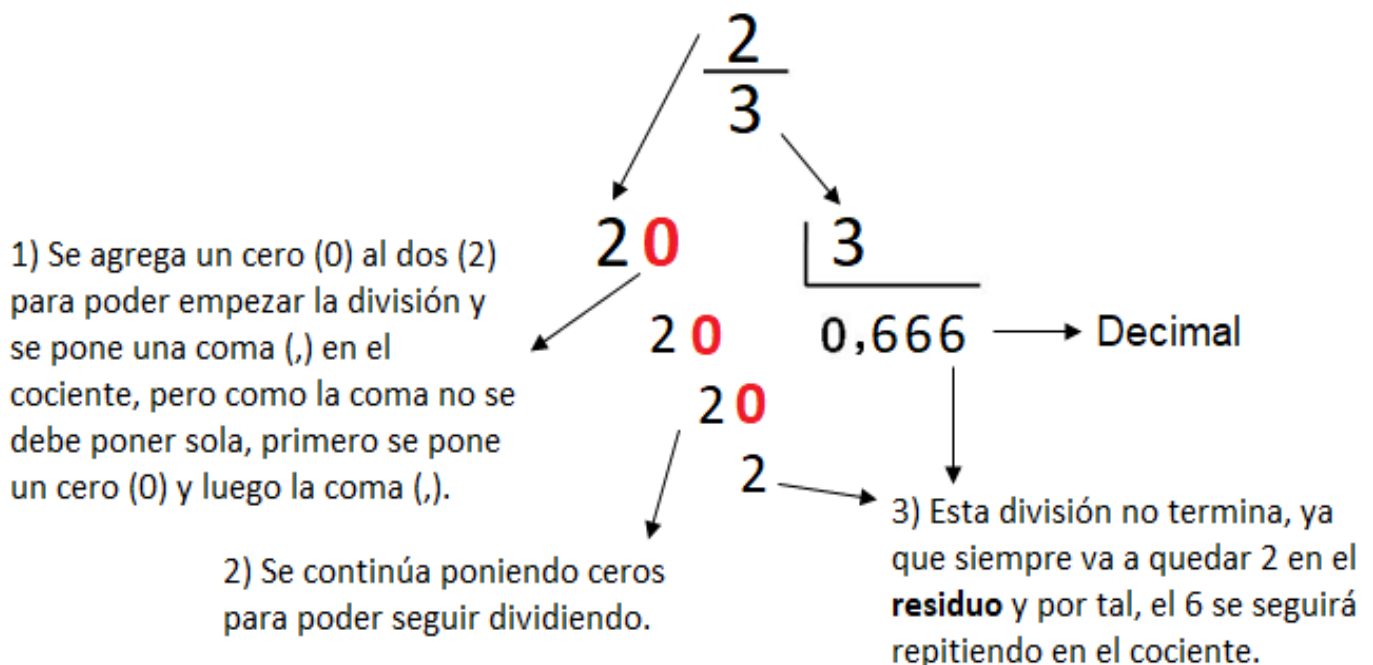 2
3
20
3
1) Se agrega un cero (0) al dos (2)
para poder empezar la división y
se pone una coma (,) en el
cociente, pero como la coma no se
debe poner sola, primero se pone
un cero (0) y luego la coma (,).
20
0,666
Decimal
20
2
2) Se continúa poniendo ceros
para poder seguir dividiendo.
3) Esta división no termina, ya
que siempre va a quedar 2 en el
residuo y por tal, el 6 se seguirá
repitiendo en el cociente.